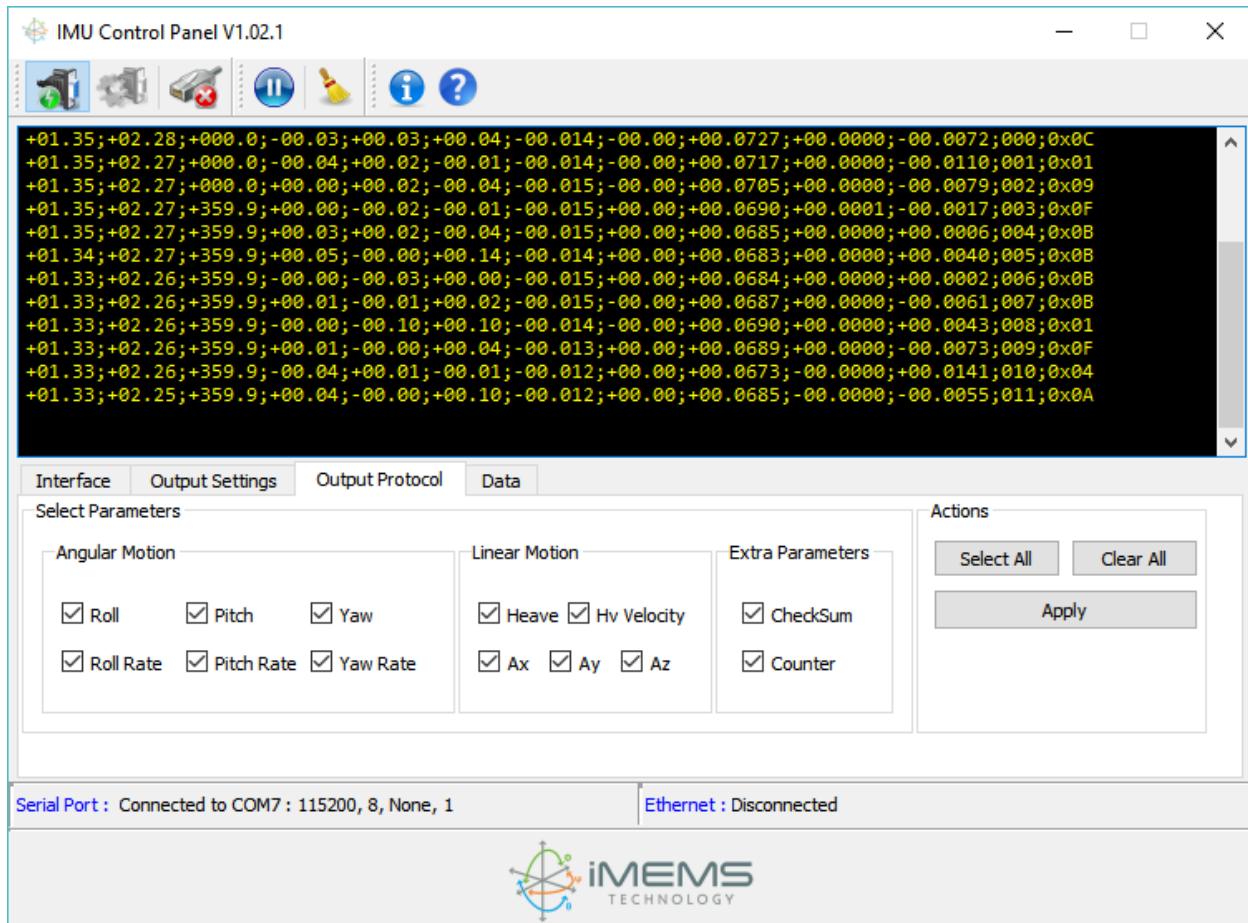 IMU Control Panel V1.02.1
+01.35;+02.28;+000.0;-00.03;+00.03;+00.04;-00.014;-00.00;+00.0727;+00.0000;-00.0072;000;0x0C
+01.35;+02.27;+000.0;-00.04;+00.02;-00.01;-00.014;-00.00;+00.0717;+00.0000;-00.0110;001;0x01
+01.35;+02.27;+000.0;+00.00;+00.02;-00.04;-00.015;-00.00;+00.0705;+00.0000;-00.0079;002;0x09
+01.35;+02.27;+359.9;+00.00;-00.02;-00.01;-00.015;+00.00;+00.0690;+00.0001;-00.0017;003;0x0F
+01.35;+02.27;+359.9;+00.03;+00.02;-00.04;-00.015;+00.00;+00.0685;+00.0000;+00.0006;004;0x0B
+01.34;+02.27;+359.9;+00.05;-00.00;+00.14;-00.014;+00.00;+00.0683;+00.0000;+00.0040;005;0x0B
+01.33;+02.26;+359.9;-00.00;-00.03;+00.00;-00.015;-00.00;+00.0684;+00.0000;+00.0002;006;0x0B
+01.33;+02.26;+359.9;+00.01;-00.01;+00.02;-00.015;-00.00;+00.0687;+00.0000;-00.0061;007;0x0B
+01.33;+02.26;+359.9;-00.00;-00.10;+00.10;-00.014;-00.00;+00.0690;+00.0000;+00.0043;008;0x01
+01.33;+02.26;+359.9;+00.01;-00.00;+00.04;-00.013;+00.00;+00.0689;+00.0000;-00.0073;009;0x0F
+01.33;+02.26;+359.9;-00.04;+00.01;-00.01;-00.012;+00.00;+00.0673;-00.0000;+00.0141;010;0x04
+01.33;+02.25;+359.9;+00.04;-00.00;+00.10;-00.012;+00.00;+00.0685;-00.0000;-00.0055;011;0x0A
Interface Output Settings Output Protocol Data
Select Parameters Actions
Angular Motion Linear Motion Extra Parameters
Select All Clear All
Roll Pitch Yaw Heave Hv Velocity CheckSum Apply
Roll Rate Pitch Rate Yaw Rate Ax Ay Az Counter
Serial Port : Connected to COM7 : 115200, 8, None, 1 Ethernet : Disconnected
iMEMS
TECHNOLOGY